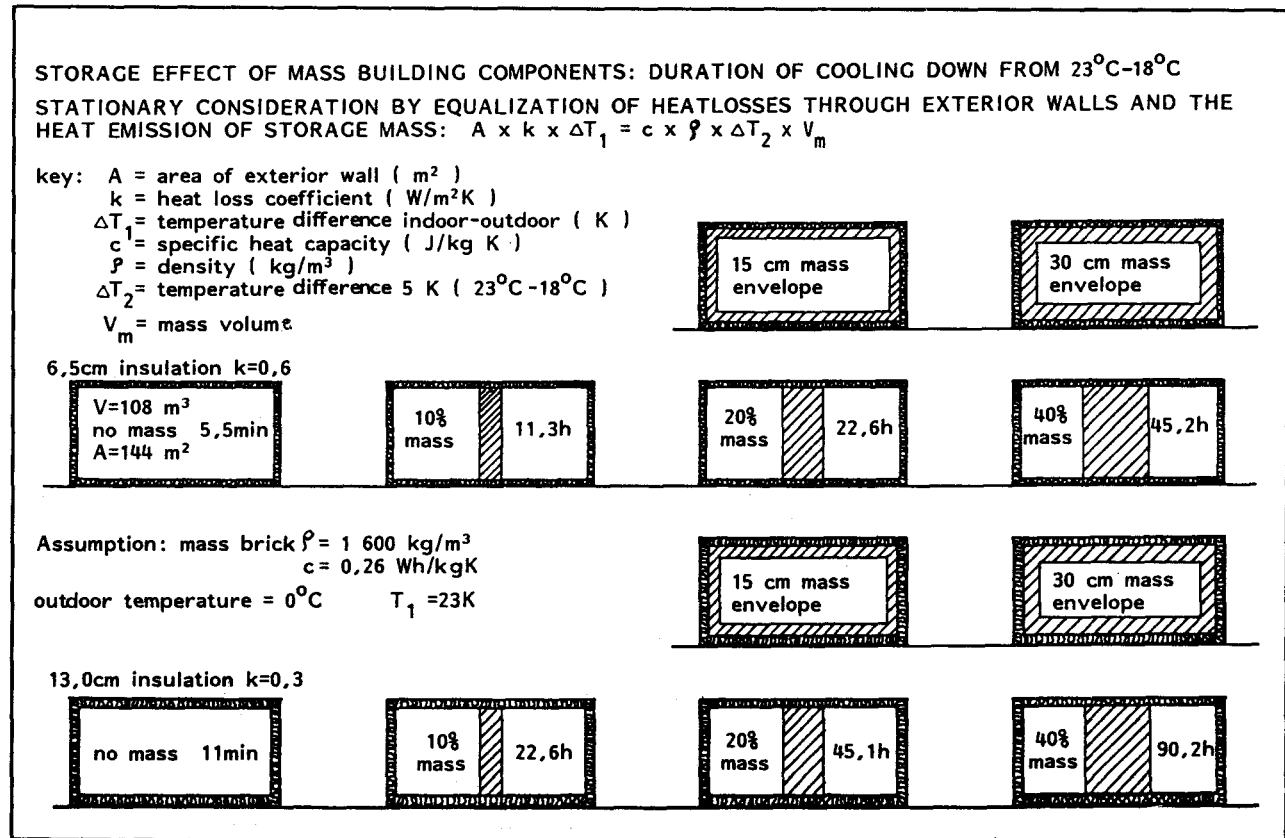 STORAGE EFFECT OF MASS BUILDING COMPONENTS: DURATION OF COOLING DOWN FROM 23°C-18°C
STATIONARY CONSIDERATION BY EQUALIZATION OF HEATLOSSES THROUGH EXTERIOR WALLS AND THE
HEAT EMISSION OF STORAGE MASS: A x k x ΔT₁ = c x ρ x ΔT₂ x Vₘ
key: A = area of exterior wall ( m² )
k = heat loss coefficient ( W/m²K )
ΔT₁= temperature difference indoor-outdoor ( K )
c = specific heat capacity ( J/kg K )
ρ = density ( kg/m³ )
ΔT₂= temperature difference 5 K ( 23°C-18°C )
Vₘ= mass volume
15 cm mass
envelope
30 cm mass
envelope
6,5cm insulation k=0,6
V=108 m³
no mass 5,5min
A=144 m²
10%
mass
11,3h
20%
mass
22,6h
40%
mass
45,2h
Assumption: mass brick ρ= 1 600 kg/m³
c= 0,26 Wh/kgK
outdoor temperature = 0°C T₁ =23K
15 cm mass
envelope
30 cm mass
envelope
13,0cm insulation k=0,3
no mass 11min
10%
mass
22,6h
20%
mass
45,1h
40%
mass
90,2h